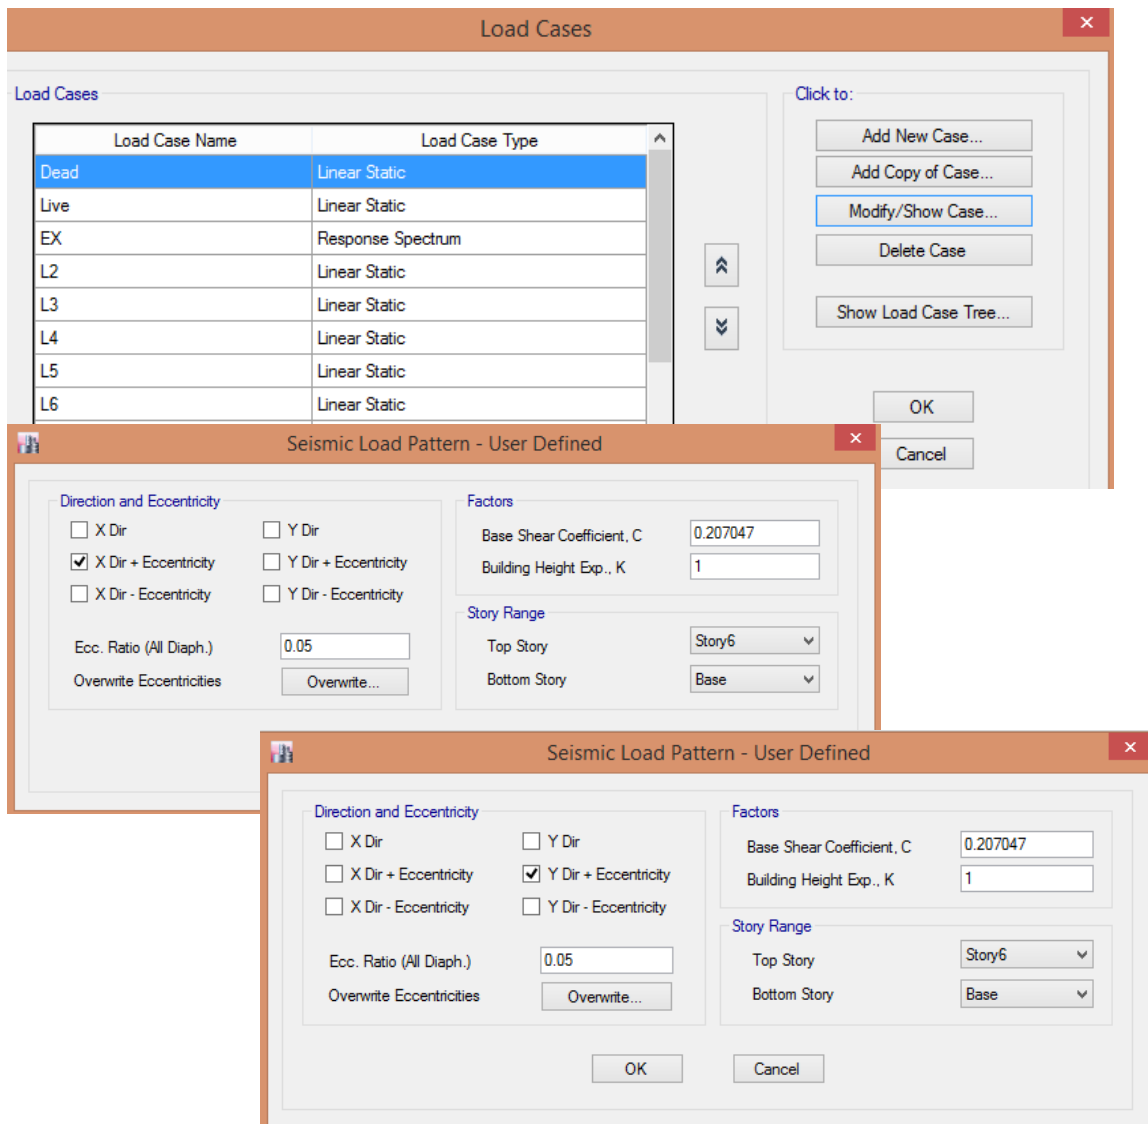 Load Cases
Load Cases
Click to:
Load Case Name Load Case Type
Dead Linear Static
Live Linear Static
EX Response Spectrum
L2 Linear Static
L3 Linear Static
L4 Linear Static
L5 Linear Static
L6 Linear Static
Add New Case...
Add Copy of Case...
Modify/Show Case...
Delete Case
Show Load Case Tree...
OK
Cancel
Seismic Load Pattern - User Defined
Direction and Eccentricity
X Dir Y Dir
X Dir + Eccentricity Y Dir + Eccentricity
X Dir - Eccentricity Y Dir - Eccentricity
Ecc. Ratio (All Diaph.) 0.05
Overwrite Eccentricities Overwrite...
Factors
Base Shear Coefficient, C 0.207047
Building Height Exp., K 1
Story Range
Top Story Story6
Bottom Story Base
Seismic Load Pattern - User Defined
Direction and Eccentricity
X Dir Y Dir
X Dir + Eccentricity Y Dir + Eccentricity
X Dir - Eccentricity Y Dir - Eccentricity
Ecc. Ratio (All Diaph.) 0.05
Overwrite Eccentricities Overwrite...
Factors
Base Shear Coefficient, C 0.207047
Building Height Exp., K 1
Story Range
Top Story Story6
Bottom Story Base
OK Cancel